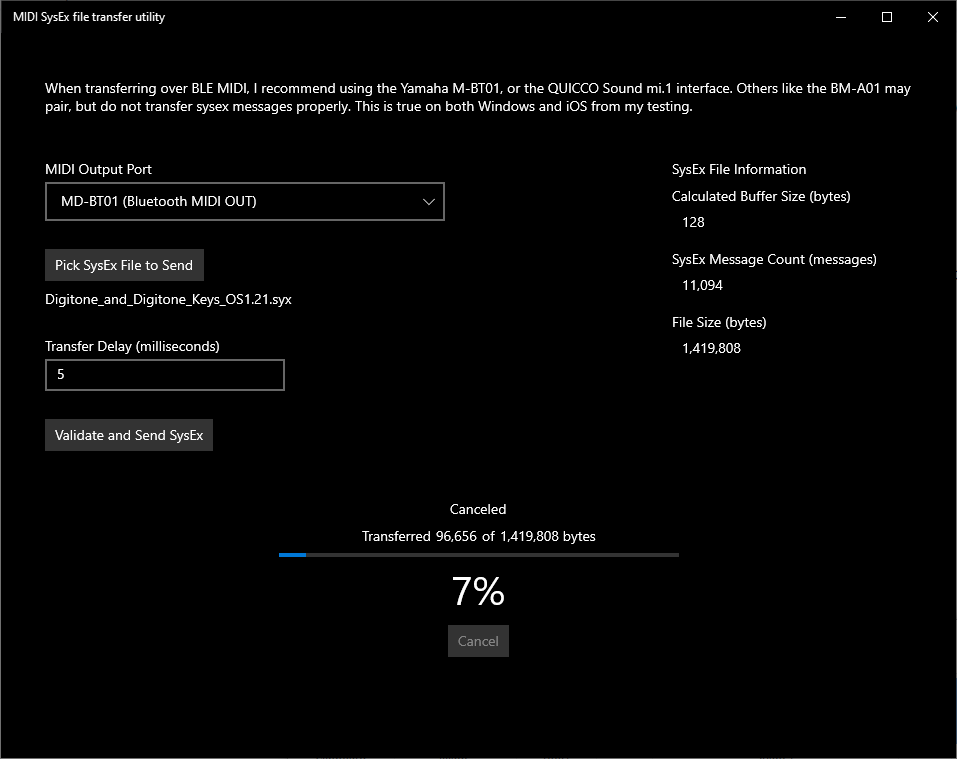 MIDI SysEx file transfer utility
When transferring over BLE MIDI, I recommend using the Yamaha M-BT01, or the QUICCO Sound mi.1 interface. Others like the BM-A01 may
pair, but do not transfer sysex messages properly. This is true on both Windows and iOS from my testing.
MIDI Output Port
MD-BT01 (Bluetooth MIDI OUT)
Pick SysEx File to Send
Digitone_and_Digitone_Keys_OS1.21.syx
Transfer Delay (milliseconds)
5
Validate and Send SysEx
SysEx File Information
Calculated Buffer Size (bytes)
128
SysEx Message Count (messages)
11,094
File Size (bytes)
1,419,808
Canceled
Transferred 96,656 of 1,419,808 bytes
7%
Cancel